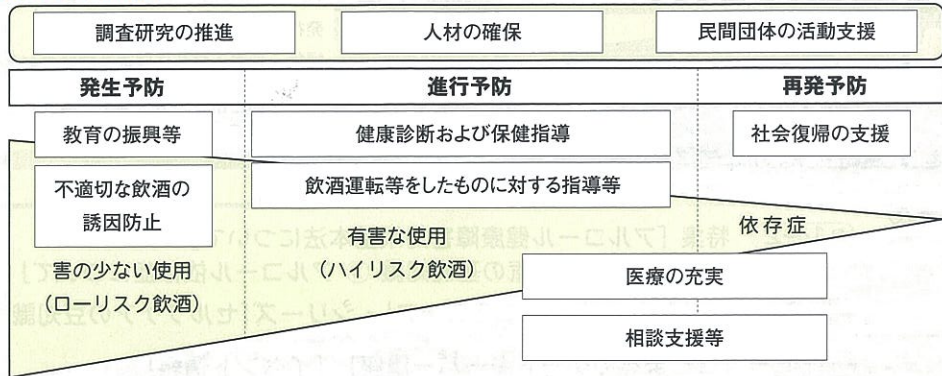 調査研究の推進
人材の確保
民間団体の活動支援
発生予防
進行予防
再発予防
教育の振興等
健康診断および保健指導
社会復帰の支援
不適切な飲酒の
誘因防止
飲酒運転等をしたものに対する指導等
依存症
害の少ない使用
(ローリスク飲酒)
有害な使用
(ハイリスク飲酒)
医療の充実
相談支援等